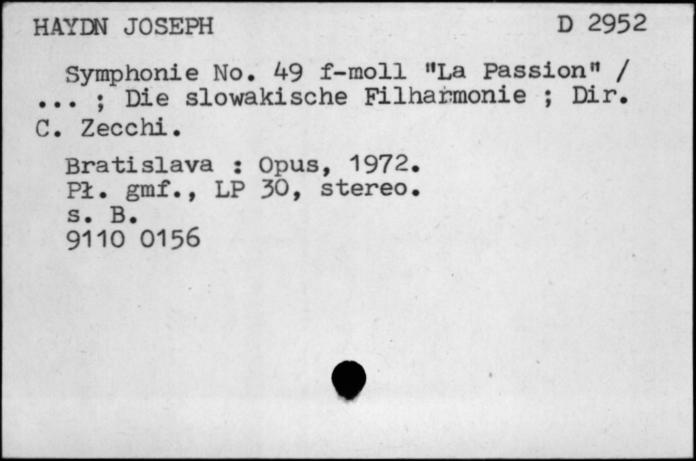 HAYDN JOSEPH D 2952
Symphonie No. 49 f-moll "La Passion" /
... ; Die slowakische Filharmonie ; Dir.
C. Zecchi.
Bratislava : Opus, 1972.
Pł. gmf., LP 30, stereo.
s. B.
9110 0156